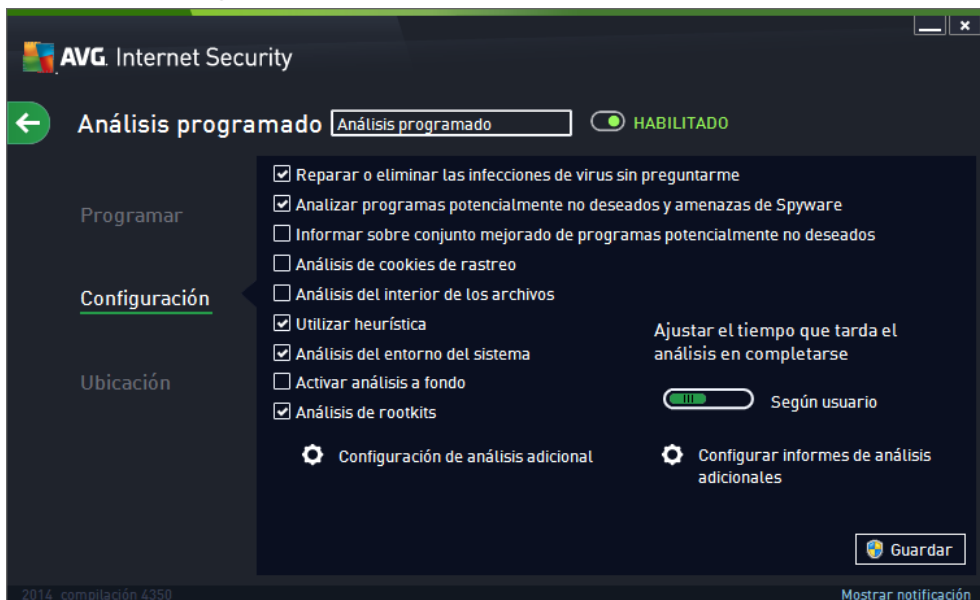 AVG. Internet Security
Análisis programado
Análisis programado
HABILITADO
Programar
Configuración
Ubicación
Reparar o eliminar las infecciones de virus sin preguntarme
Analizar programas potencialmente no deseados y amenazas de Spyware
Informar sobre conjunto mejorado de programas potencialmente no deseados
Análisis de cookies de rastreo
Análisis del interior de los archivos
Utilizar heurística
Análisis del entorno del sistema
Activar análisis a fondo
Análisis de rootkits
Ajustar el tiempo que tarda el
análisis en completarse
Según usuario
Configuración de análisis adicional
Configurar informes de análisis
adicionales
Guardar
2014 compilación 4350
Mostrar notificación